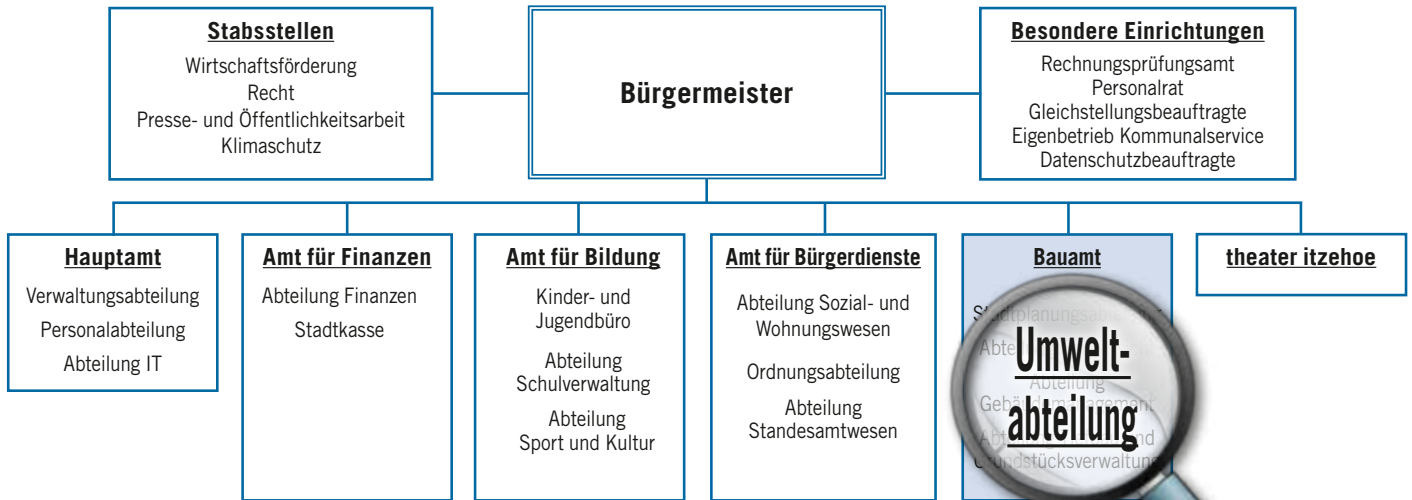 Stabsstellen
Wirtschaftsförderung
Recht
Presse- und Öffentlichkeitsarbeit
Klimaschutz
Bürgermeister
Besondere Einrichtungen
Rechnungsprüfungsamt
Personalrat
Gleichstellungsbeauftragte
Eigenbetrieb Kommunalservice
Datenschutzbeauftragte
Hauptamt
Verwaltungsabteilung
Personalabteilung
Abteilung IT
Amt für Finanzen
Abteilung Finanzen
Stadtkasse
Amt für Bildung
Kinder- und
Jugendbüro
Abteilung
Schulverwaltung
Abteilung
Sport und Kultur
Amt für Bürgerdienste
Abteilung Sozial- und
Wohnungswesen
Ordnungsabteilung
Abteilung
Standesamtwesen
Bauamt
Umwelt-
abteilung
Abteilung
Gebäudemanagement
Grundstücksverwaltung
theater itzehoe